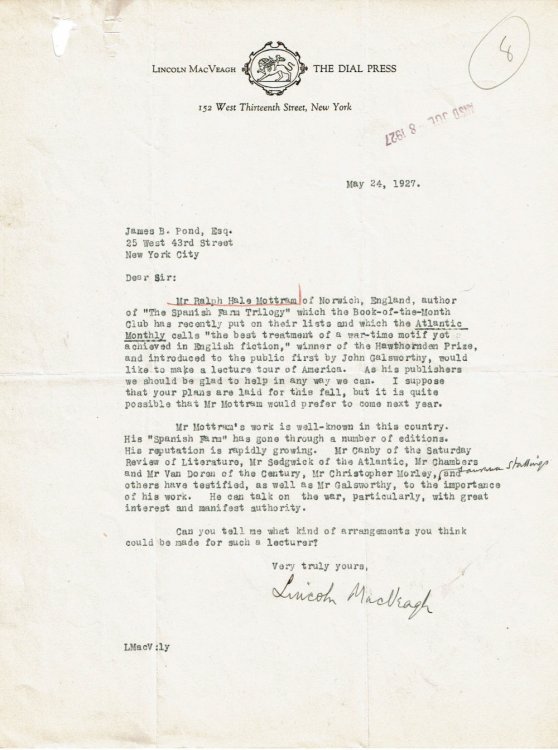 8
LINCOLN MACVEAGH THE DIAL PRESS
152 West Thirteenth Street, New York
ANSD JUL - 8 1927
May 24, 1927.
James B. Pond, Esq.
25 West 43rd Street
New York City
Dear Sir:
Mr Ralph Hale Mottram of Norwich, England, author
of "The Spanish Farm Trilogy" which the Book-of-the-Month
Club has recently put on their lists and which the Atlantic
Monthly calls "the best treatment of a war-time motif yet
achieved in English fiction," winner of the Hawthornden Prize,
and introduced to the public first by John Galsworthy, would
like to make a lecture tour of America. As his publishers
we should be glad to help in any way we can. I suppose
that your plans are laid for this fall, but it is quite
possible that Mr Mottram would prefer to come next year.
Mr Mottram's work is well-known in this country.
His "Spanish Farm" has gone through a number of editions.
His reputation is rapidly growing. Mr Canby of the Saturday
Review of Literature, Mr Sedgwick of the Atlantic, Mr Chambers
and Mr Van Doren of the Century, Mr Christopher Morley, and Laurence Stallings
others have testified, as well as Mr Galsworthy, to the importance
of his work. He can talk on the war, particularly, with great
interest and manifest authority.
Can you tell me what kind of arrangements you think
could be made for such a lecturer?
Very truly yours,
Lincoln MacVeagh
LMacV:ly